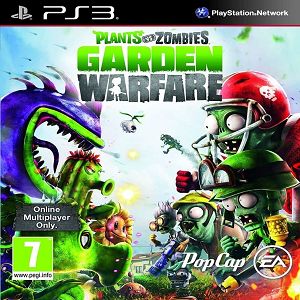 PS3
PlayStation®Network
PLANTS VS. ZOMBIES
GARDEN
WARFARE
Online
Multiplayer
Only.
7
www.pegi.info
PopCap
EA